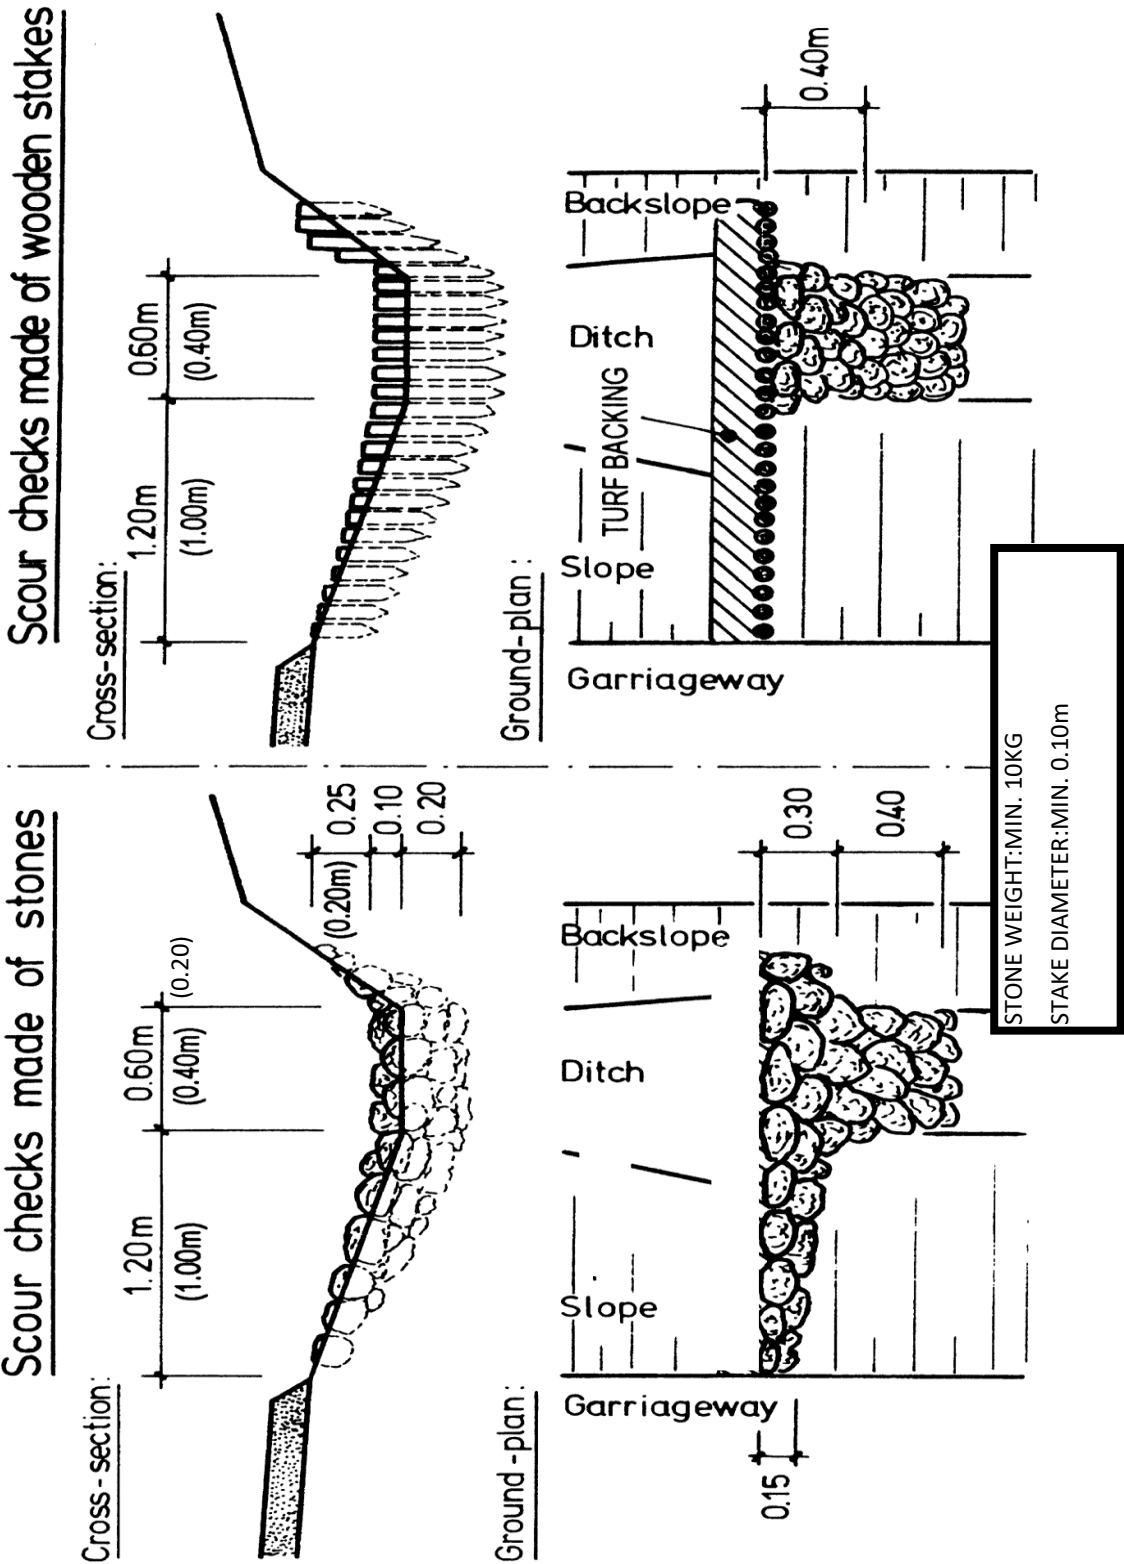 Scour checks made of stones
Cross-section:
1.20m
(1.00m)
0.60m
(0.40m)
(0.20)
0.25
(0.20m)
0.10
0.20
Ground-plan:
Garriageway
Slope
Ditch
Backslope
0.15
0.30
0.40
Scour checks made of wooden stakes
Cross-section:
1.20m
(1.00m)
0.60m
(0.40m)
Ground-plan:
Garriageway
Slope
TURF BACKING
Ditch
Backslope
0.40m
STONE WEIGHT:MIN. 10KG
STAKE DIAMETER:MIN. 0.10m